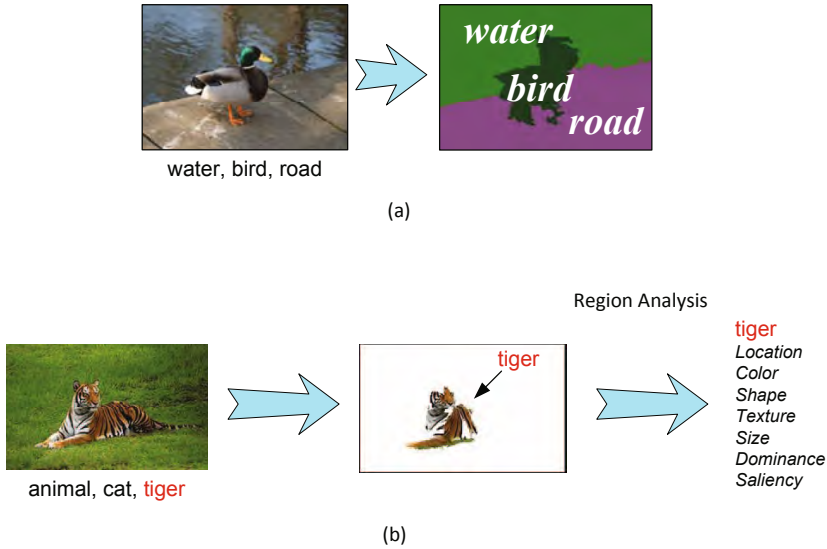 water
bird
road
water, bird, road
(a)
Region Analysis
tiger
tiger
Location
Color
Shape
Texture
Size
Dominance
Saliency
animal, cat, tiger
(b)